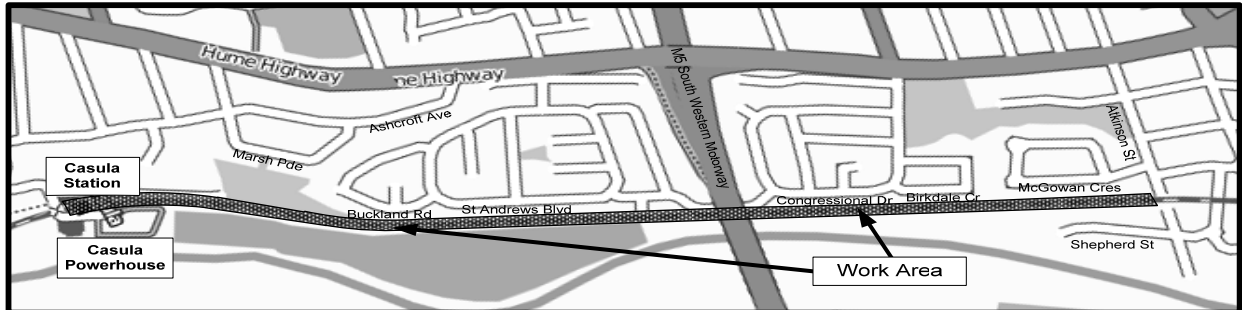 Hume Highway
ne Highway
M5 South Western Motorway
Ashcroft Ave
Atkinson St
Marsh Pde
Casula
Station
McGowan Cres
Birkdale Cr
Congressional Dr
St Andrews Blvd
Buckland Rd
Shepherd St
Casula
Powerhouse
Work Area